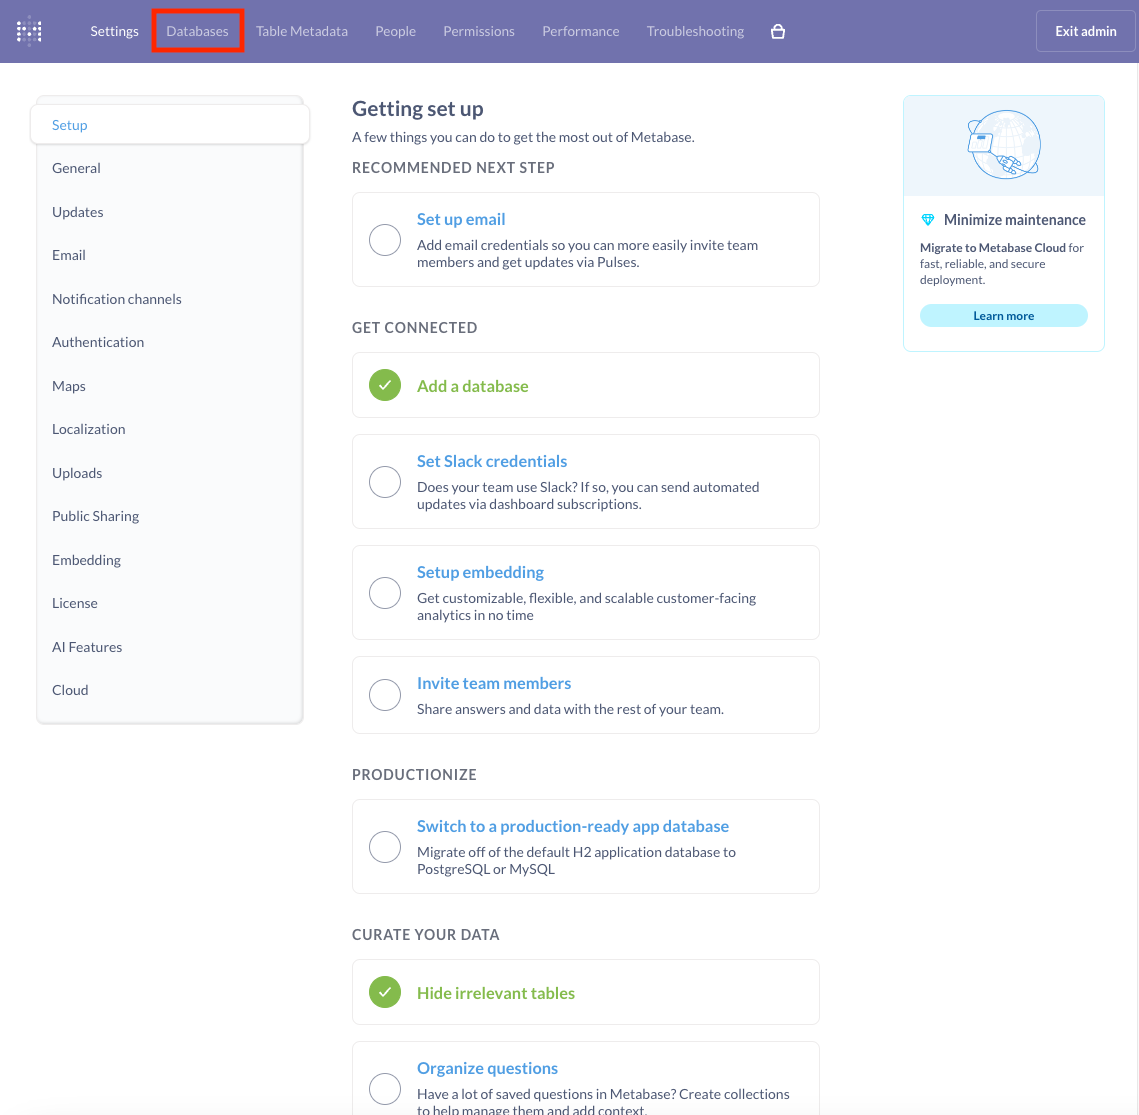 Settings Databases Table Metadata People Permissions Performance Troubleshooting Exit admin
Setup
General
Updates
Email
Notification channels
Authentication
Maps
Localization
Uploads
Public Sharing
Embedding
License
AI Features
Cloud
Getting set up
A few things you can do to get the most out of Metabase.
RECOMMENDED NEXT STEP
Set up email
Add email credentials so you can more easily invite team
members and get updates via Pulses.
GET CONNECTED
Add a database
Set Slack credentials
Does your team use Slack? If so, you can send automated
updates via dashboard subscriptions.
Setup embedding
Get customizable, flexible, and scalable customer-facing
analytics in no time
Invite team members
Share answers and data with the rest of your team.
PRODUCTIONIZE
Switch to a production-ready app database
Migrate off of the default H2 application database to
PostgreSQL or MySQL
CURATE YOUR DATA
Hide irrelevant tables
Organize questions
Have a lot of saved questions in Metabase? Create collections
to help manage them and add context.
Minimize maintenance
Migrate to Metabase Cloud for
fast, reliable, and secure
deployment.
Learn more